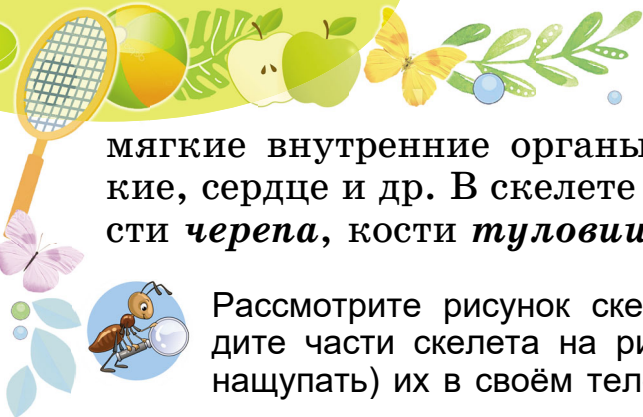 мягкие внутренние органы
кие, сердце и др. В скелете
сти черепа, кости туловищ
Рассмотрите рисунок ске
дите части скелета на ри
нащупать) их в своём тел